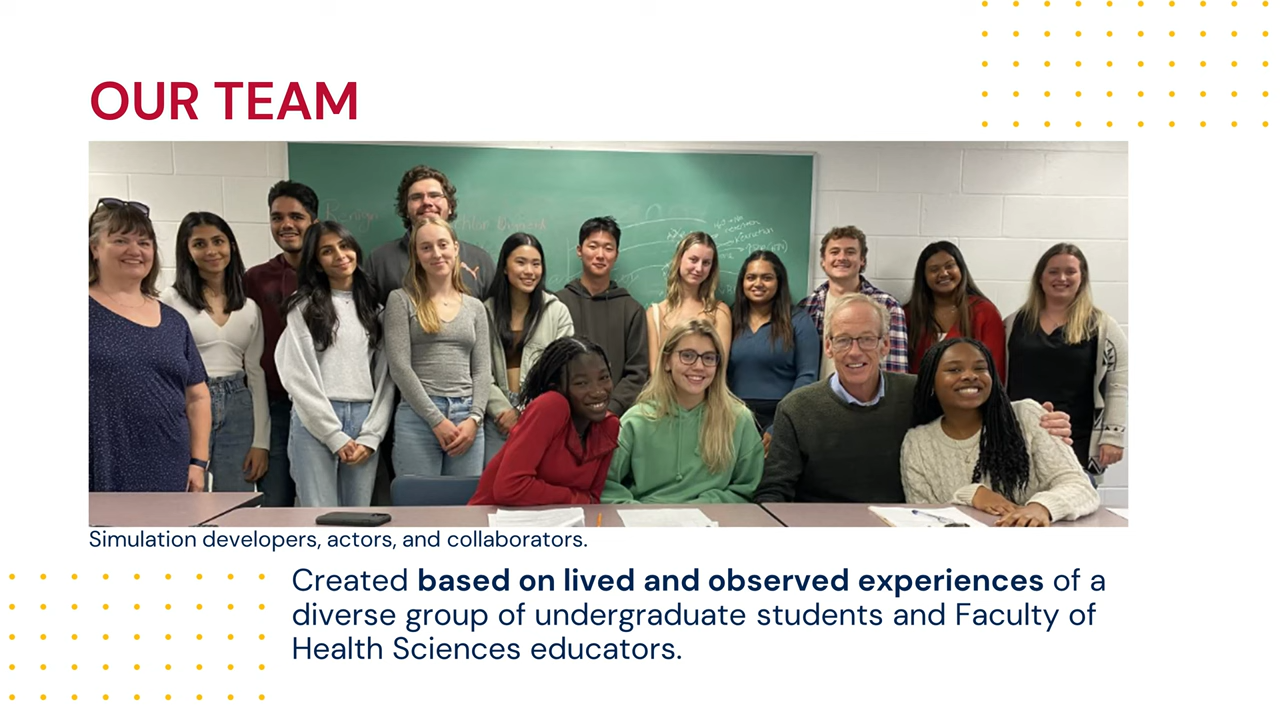 OUR TEAM
Simulation developers, actors, and collaborators.
Created based on lived and observed experiences of a
diverse group of undergraduate students and Faculty of
Health Sciences educators.